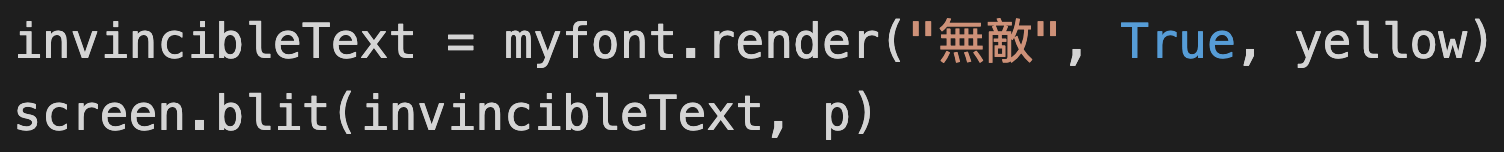 invincibleText = myfont.render("無敵", True, yellow)
screen.blit(invincibleText, p)